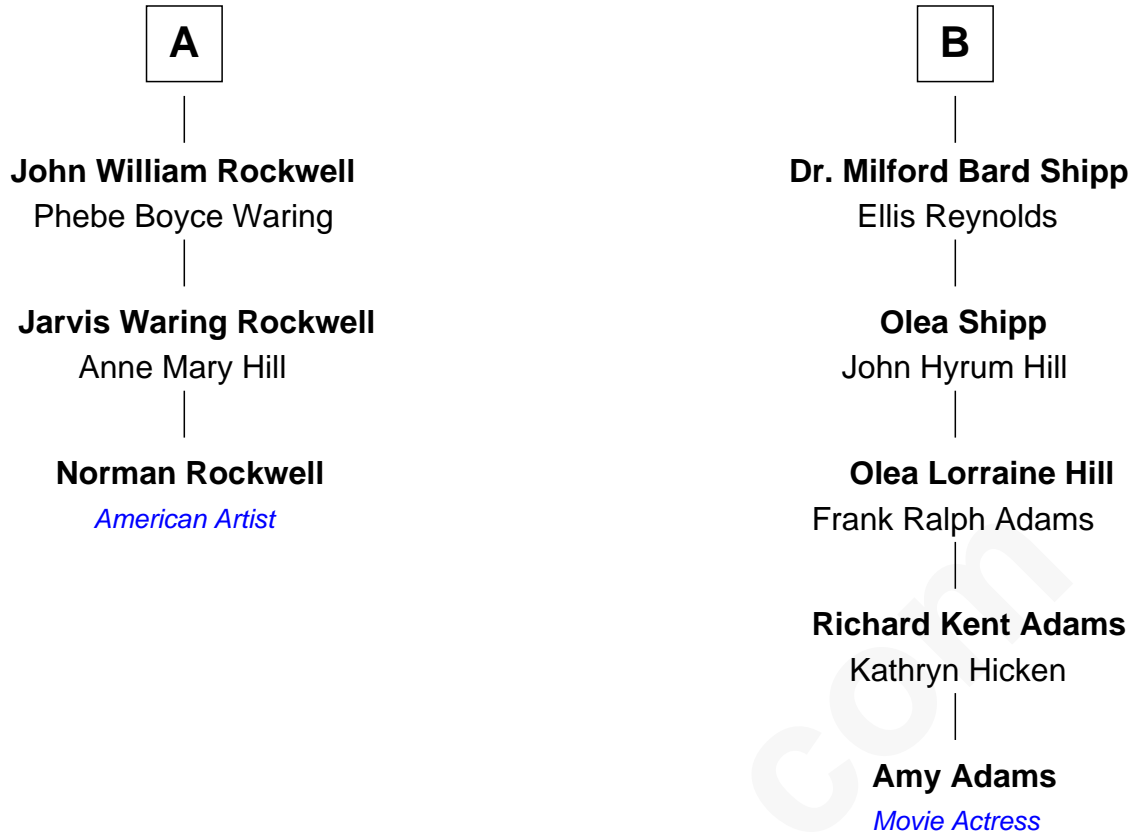 A
John William Rockwell
Phebe Boyce Waring
Jarvis Waring Rockwell
Anne Mary Hill
Norman Rockwell
American Artist
B
Dr. Milford Bard Shipp
Ellis Reynolds
Olea Shipp
John Hyrum Hill
Olea Lorraine Hill
Frank Ralph Adams
Richard Kent Adams
Kathryn Hicken
Amy Adams
Movie Actress
com